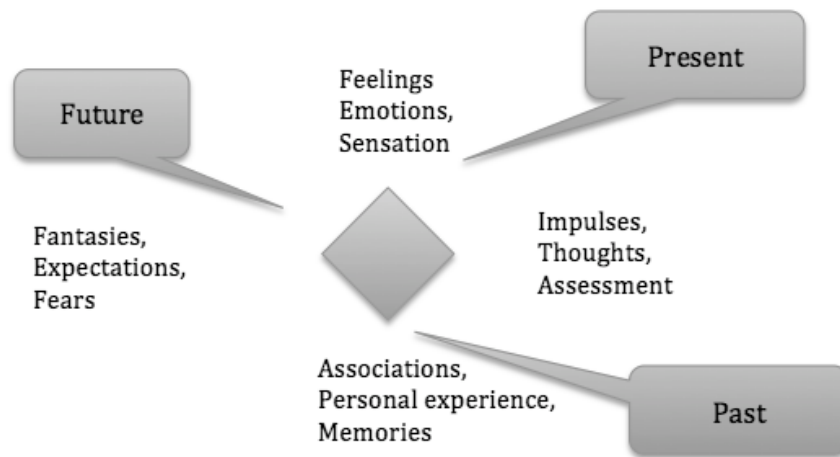 Present
Feelings
Emotions,
Sensation
Future
Impulses,
Thoughts,
Assessment
Fantasies,
Expectations,
Fears
Associations,
Personal experience,
Memories
Past